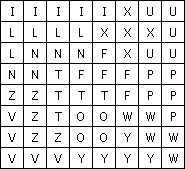 I I I I I X U U
L L L L X X X U
L N N N F X U U
N N T F F F P P
Z Z T T T F P P
V Z T O O W W P
V Z Z O O Y W W
V V V Y Y Y Y W